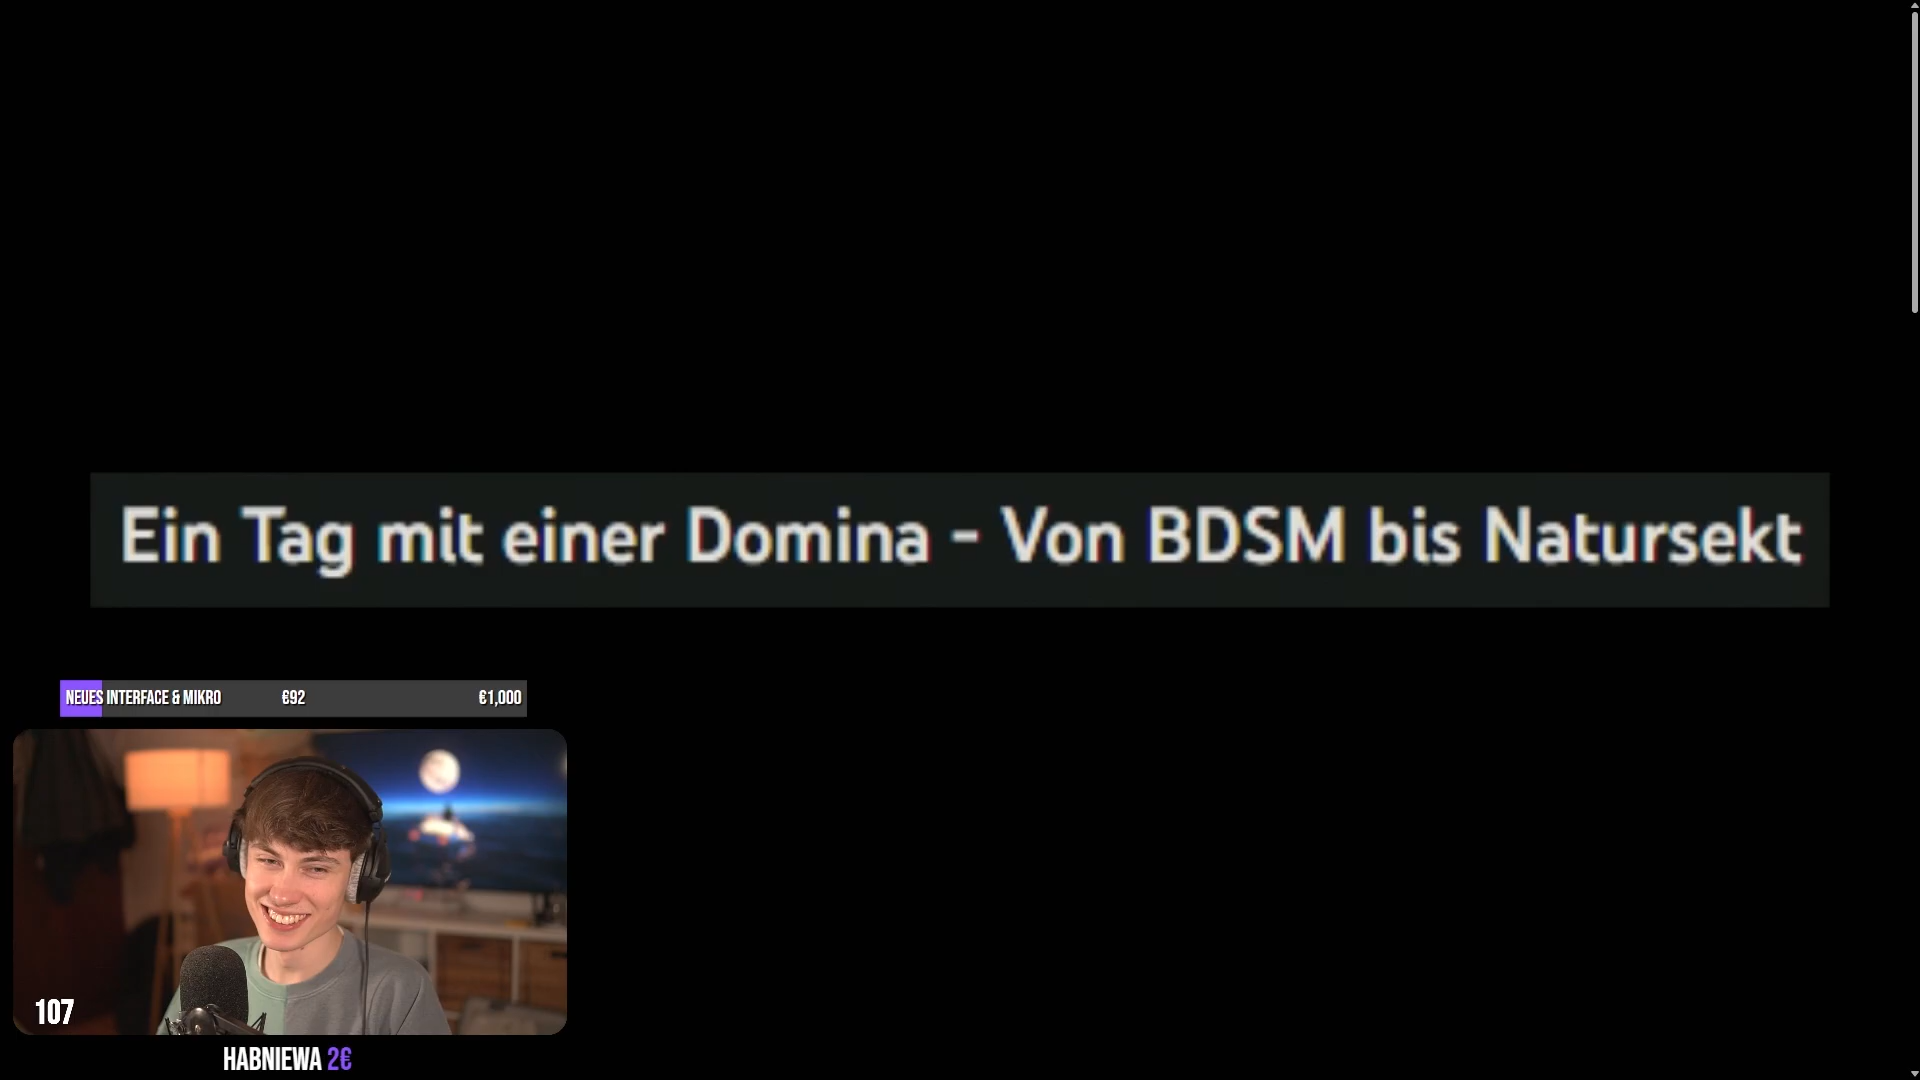 Ein Tag mit einer Domina - Von BDSM bis Natursekt
NEUES INTERFACE & MIKRO €92 €1,000
107
HABNIEWA 2€